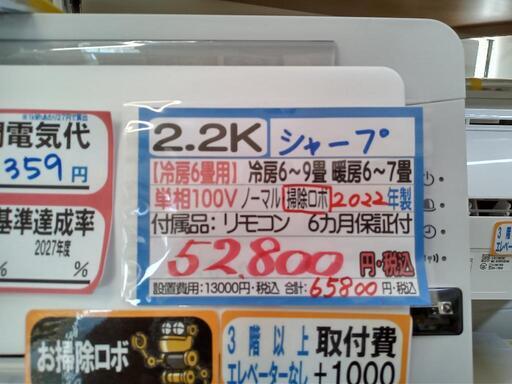 2.2K シャープ
【冷房6畳用】 冷房6~9畳 暖房6~7畳
単相100V ノーマル 掃除ロボ 2022年製
付属品:リモコン 6カ月保証付
52,800円・税込
設置費用:13000円・税込 合計:65800円・税込
電気代
359円
基準達成率
2027年度
%
%
お掃除ロボ
3階以上 取付費
エレベーターなし +1000